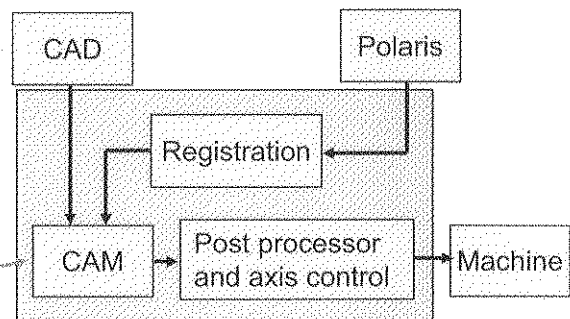 CAD
Polaris
Registration
CAM
Post processor
and axis control
Machine